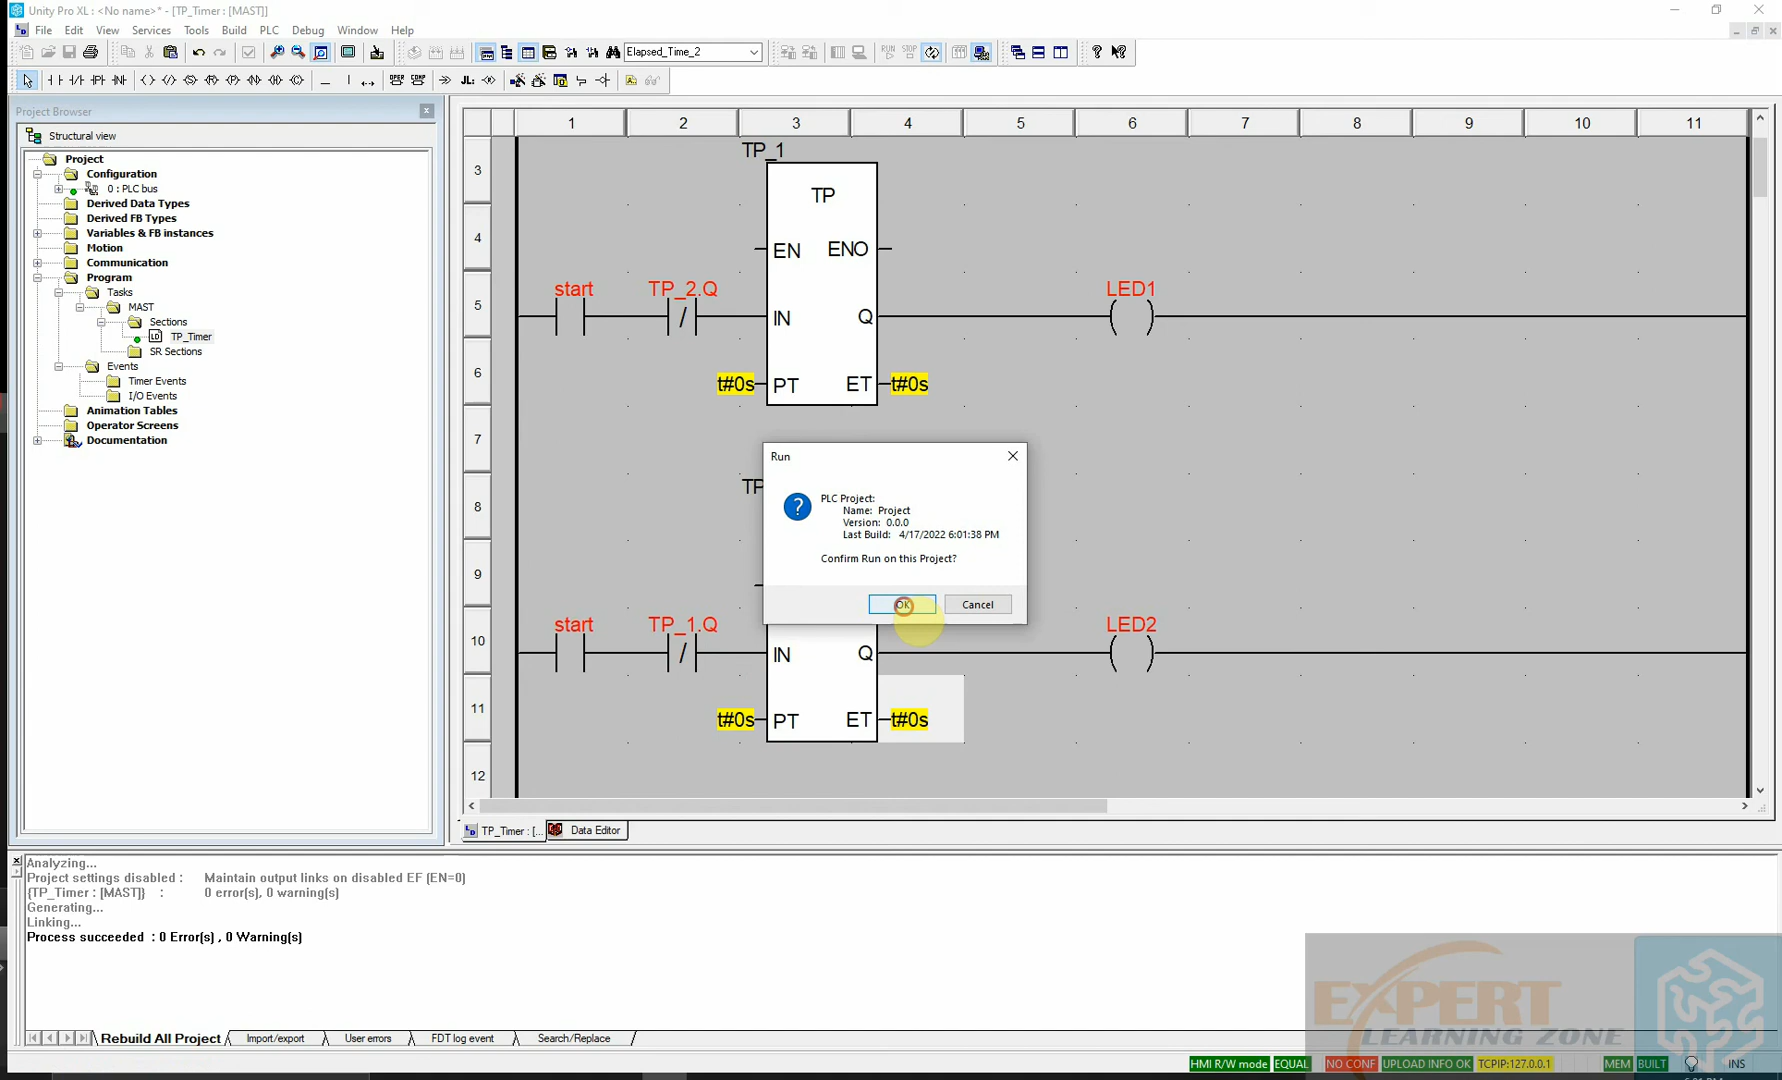 Unity Pro XL : <No name>* - [TP_Timer : [MAST]]
File Edit View Services Tools Build PLC Debug Window Help
Elapsed_Time_2
Project Browser
Structural view
Project
Configuration
0 : PLC bus
Derived Data Types
Derived FB Types
Variables & FB instances
Motion
Communication
Program
Tasks
MAST
Sections
TP_Timer
SR Sections
Events
Timer Events
I/O Events
Animation Tables
Operator Screens
Documentation
1 2 3 4 5 6 7 8 9 10 11
3
4
5
6
7
8
9
10
11
12
TP_1
TP
EN ENO
start TP_2.Q LED1
IN Q
t#0s PT ET t#0s
TP
Run
PLC Project:
Name: Project
Version: 0.0.0
Last Build: 4/17/2022 6:01:38 PM
Confirm Run on this Project?
OK Cancel
start TP_1.Q LED2
IN Q
t#0s PT ET t#0s
TP_Timer : [... Data Editor
Analyzing...
Project settings disabled : Maintain output links on disabled EF (EN=0)
{TP_Timer : [MAST]} : 0 error(s), 0 warning(s)
Generating...
Linking...
Process succeeded : 0 Error(s) , 0 Warning(s)
Rebuild All Project Import/export User errors FDT log event Search/Replace
EXPERT
LEARNING ZONE
HMI R/W mode EQUAL NO CONF UPLOAD INFO OK TCPIP:127.0.0.1 MEM BUILT INS